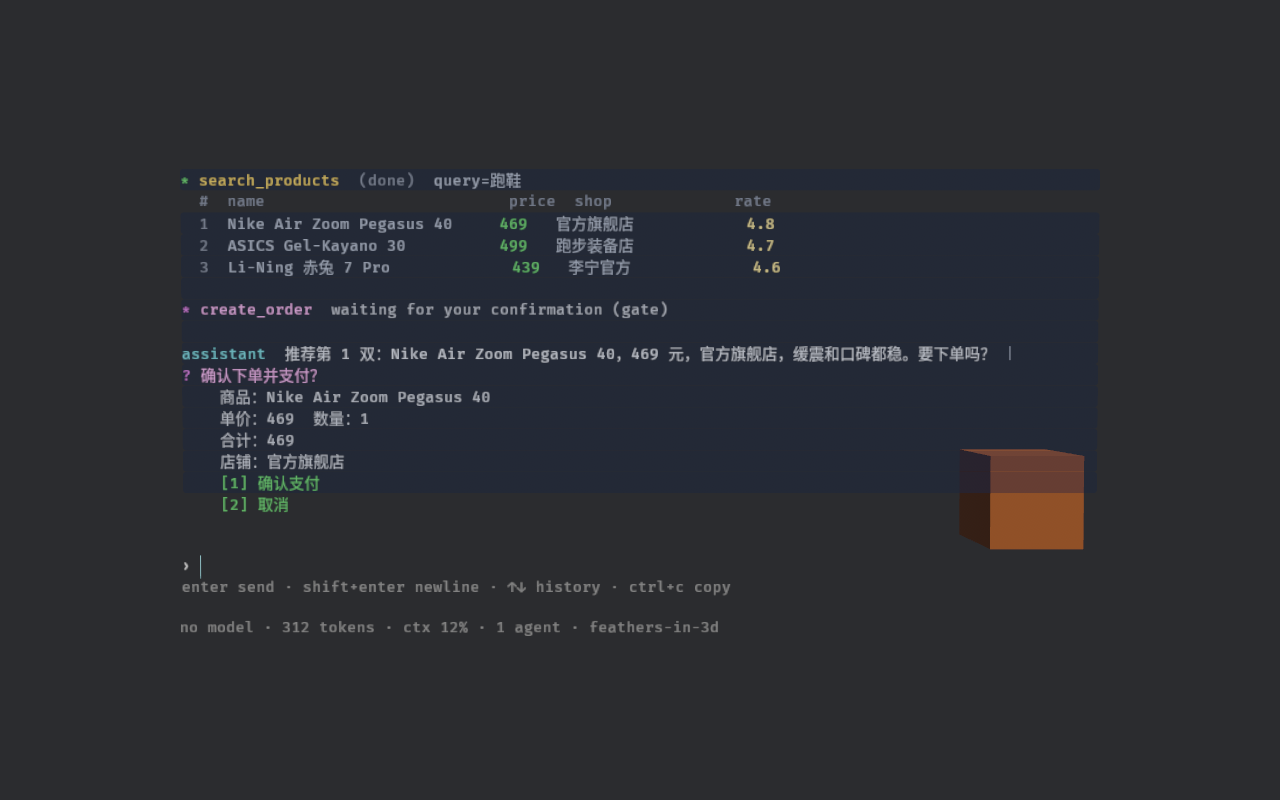 * search_products (done) query=跑鞋
# name price shop rate
1 Nike Air Zoom Pegasus 40 469 官方旗舰店 4.8
2 ASICS Gel-Kayano 30 499 跑步装备店 4.7
3 Li-Ning 赤兔 7 Pro 439 李宁官方 4.6
* create_order waiting for your confirmation (gate)
assistant 推荐第 1 双：Nike Air Zoom Pegasus 40，469 元，官方旗舰店，缓震和口碑都稳。要下单吗？
? 确认下单并支付？
商品：Nike Air Zoom Pegasus 40
单价：469 数量：1
合计：469
店铺：官方旗舰店
[1] 确认支付
[2] 取消
›
enter send · shift+enter newline · ↑↓ history · ctrl+c copy
no model · 312 tokens · ctx 12% · 1 agent · feathers-in-3d